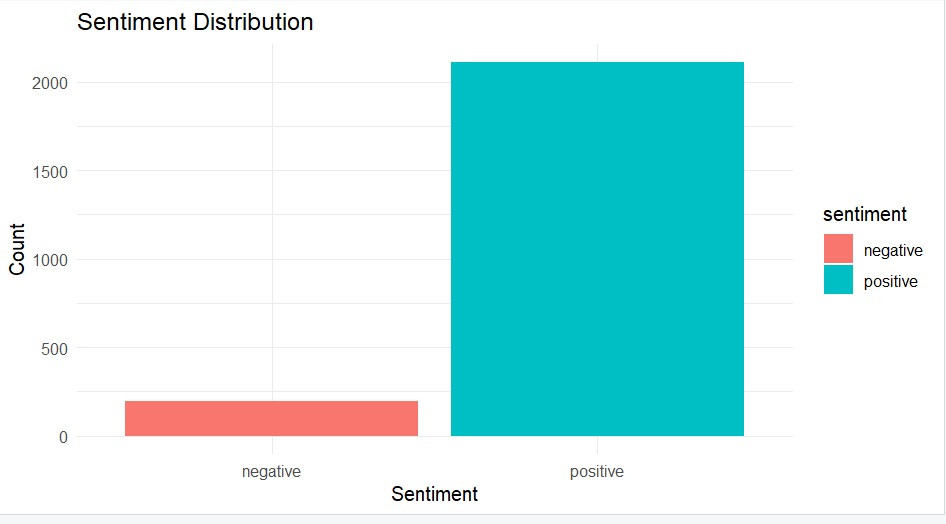 Sentiment Distribution
2000
1500
1000
500
0
Count
negative
positive
Sentiment
sentiment
negative
positive